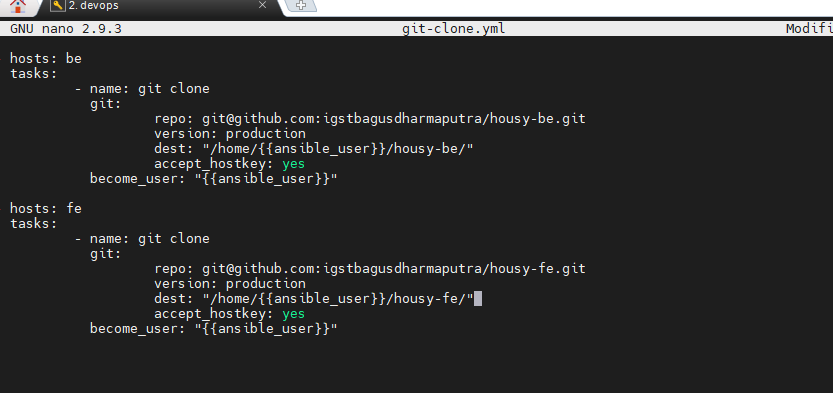 2. devops
GNU nano 2.9.3 git-clone.yml Modifi
hosts: be
tasks:
- name: git clone
git:
repo: git@github.com:igstbagusdharmaputra/housy-be.git
version: production
dest: "/home/{{ansible_user}}/housy-be/"
accept_hostkey: yes
become_user: "{{ansible_user}}"
hosts: fe
tasks:
- name: git clone
git:
repo: git@github.com:igstbagusdharmaputra/housy-fe.git
version: production
dest: "/home/{{ansible_user}}/housy-fe/"
accept_hostkey: yes
become_user: "{{ansible_user}}"